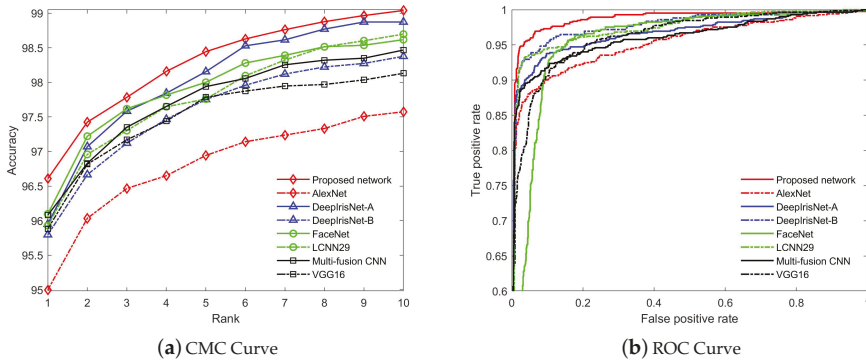 99
98.5
98
97.5
97
96.5
96
95.5
95
Accuracy
1 2 3 4 5 6 7 8 9 10
Rank
Proposed network
AlexNet
DeepIrisNet-A
DeepIrisNet-B
FaceNet
LCNN29
Multi-fusion CNN
VGG16
(a) CMC Curve
1
0.95
0.9
0.85
0.8
0.75
0.7
0.65
0.6
True positive rate
0 0.2 0.4 0.6 0.8
False positive rate
Proposed network
AlexNet
DeepIrisNet-A
DeepIrisNet-B
FaceNet
LCNN29
Multi-fusion CNN
VGG16
(b) ROC Curve